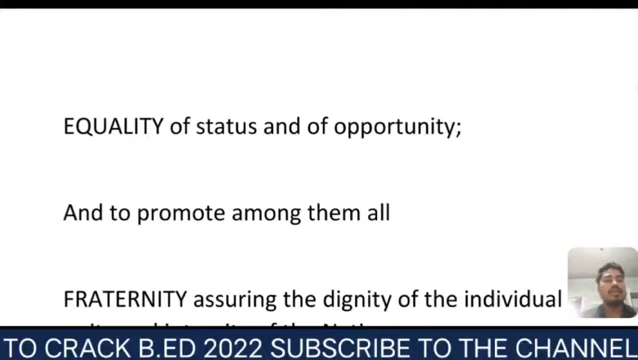 EQUALITY of status and of opportunity;
And to promote among them all
FRATERNITY assuring the dignity of the individual
TO CRACK B.ED 2022 SUBSCRIBE TO THE CHANNEL